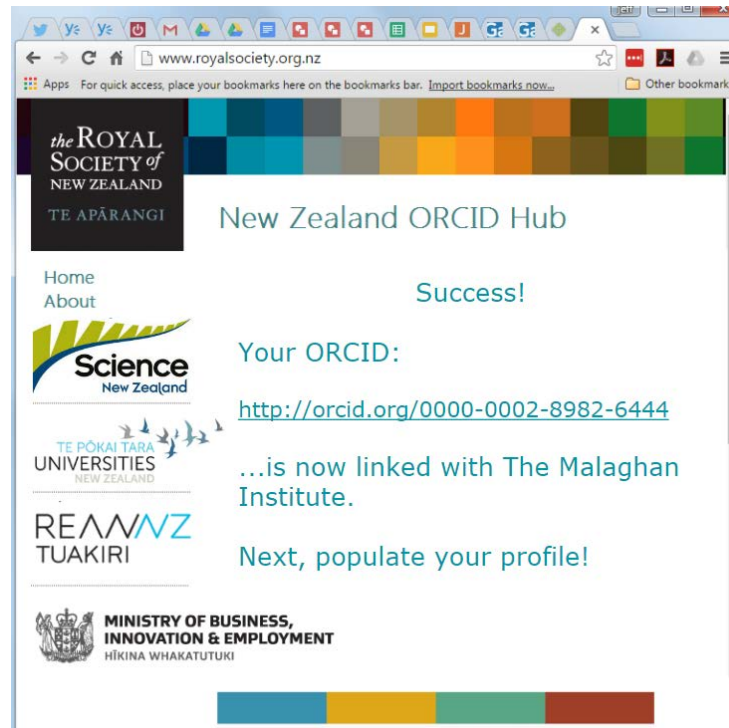 www.royalsociety.org.nz
Apps For quick access, place your bookmarks here on the bookmarks bar. Import bookmarks now...
Other bookmark
the ROYAL
SOCIETY of
NEW ZEALAND
TE APĀRANGI
New Zealand ORCID Hub
Home
About
Success!
Science
New Zealand
Your ORCID:
http://orcid.org/0000-0002-8982-6444
TE PŌKAI TARA
UNIVERSITIES
NEW ZEALAND
...is now linked with The Malaghan
Institute.
REANNZ
TUAKIRI
Next, populate your profile!
MINISTRY OF BUSINESS,
INNOVATION & EMPLOYMENT
HĪKINA WHAKATUTUKI